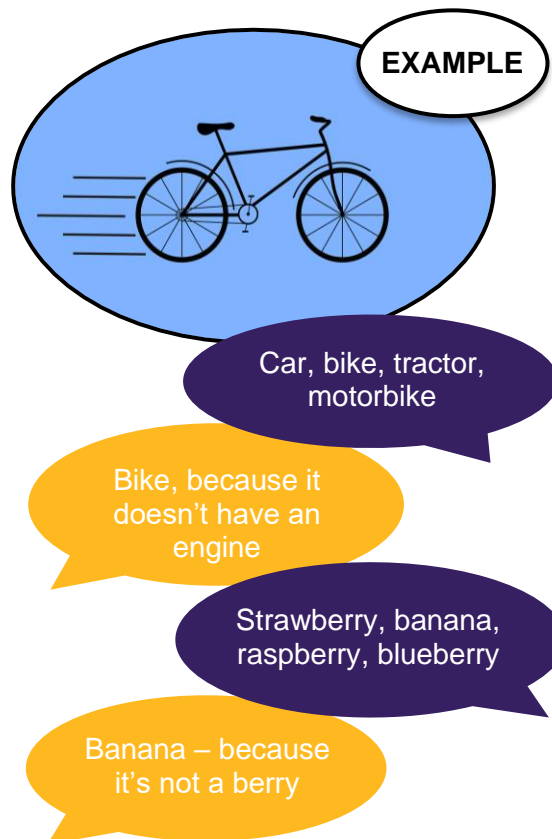 EXAMPLE
Car, bike, tractor,
motorbike
Bike, because it
doesn’t have an
engine
Strawberry, banana,
raspberry, blueberry
Banana – because
it’s not a berry